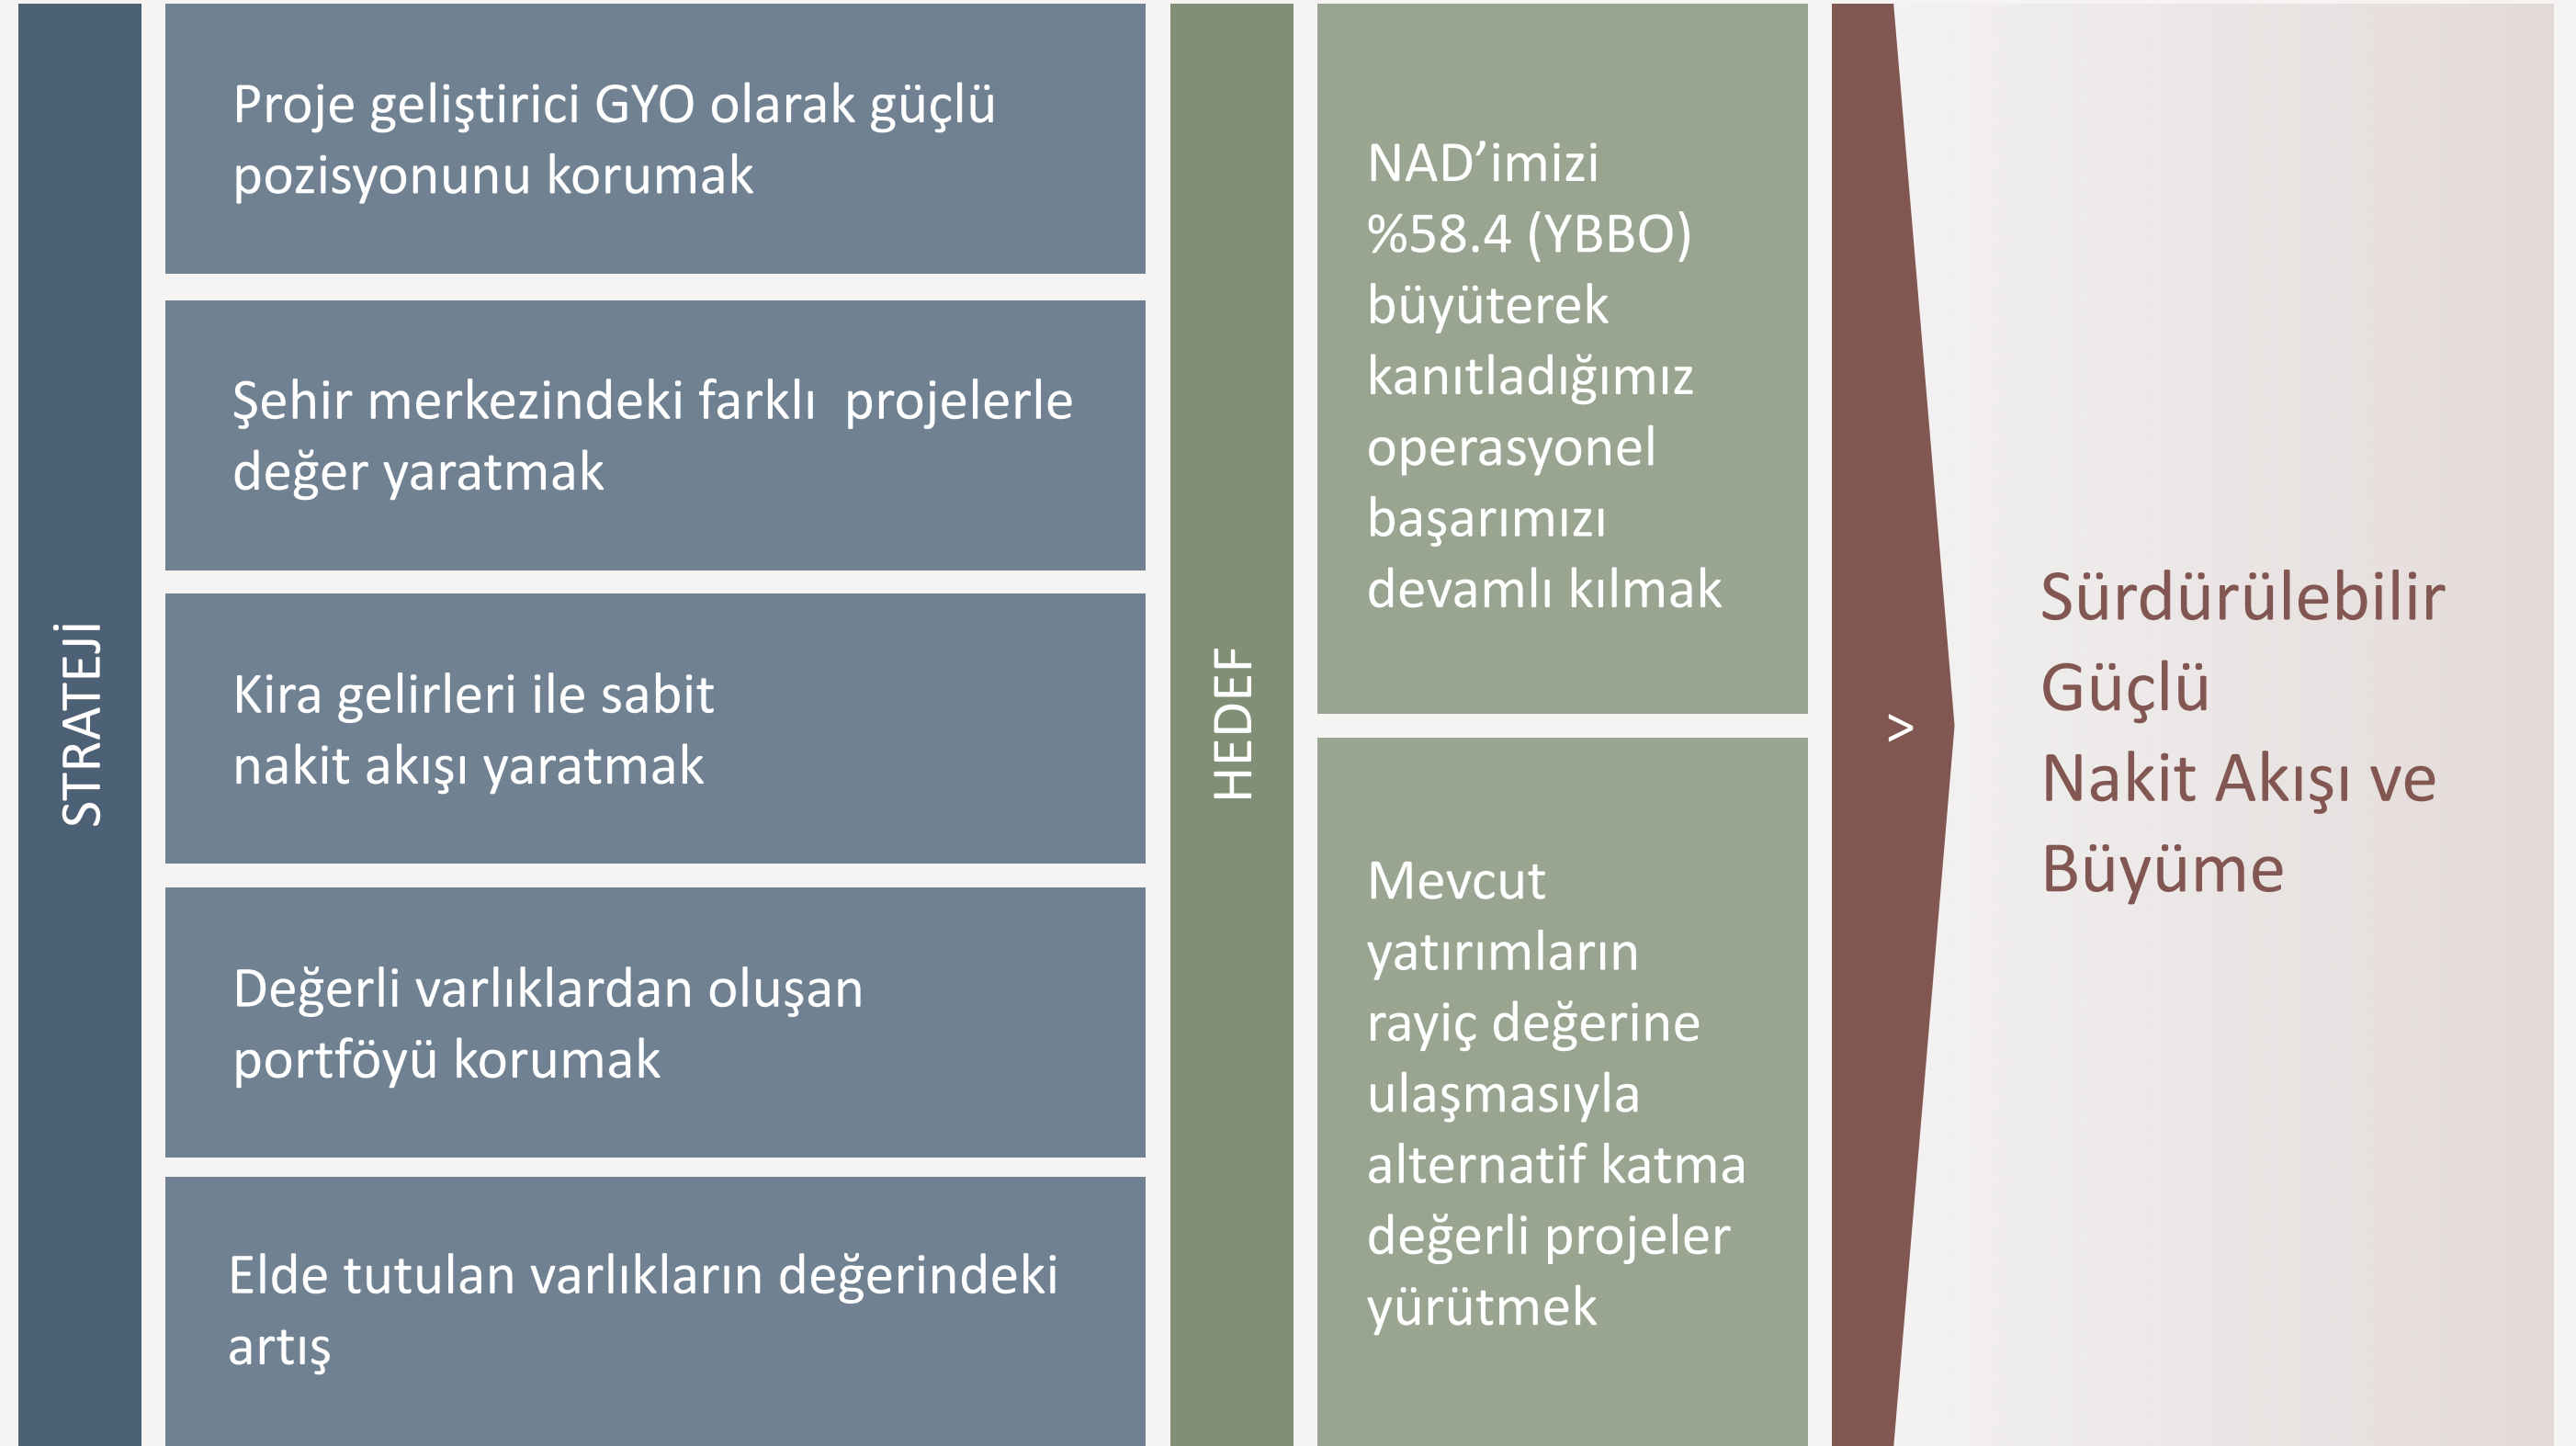 STRATEJİ
Proje geliştirici GYO olarak güçlü
pozisyonunu korumak
Şehir merkezindeki farklı  projelerle
değer yaratmak
Kira gelirleri ile sabit
nakit akışı yaratmak
Değerli varlıklardan oluşan
portföyü korumak
Elde tutulan varlıkların değerindeki
artış
HEDEF
NAD’imizi
%58.4 (YBBO)
büyüterek
kanıtladığımız
operasyonel
başarımızı
devamlı kılmak
Mevcut
yatırımların
rayiç değerine
ulaşmasıyla
alternatif katma
değerli projeler
yürütmek
>
Sürdürülebilir
Güçlü
Nakit Akışı ve
Büyüme